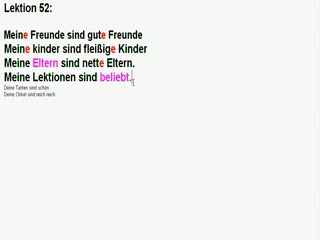 Lektion 52:
Meine Freunde sind gute Freunde
Meine kinder sind fleißige Kinder
Meine Eltern sind nette Eltern.
Meine Lektionen sind beliebt.
Deine Tanten sind schön
Deine Onkel sind reich reich